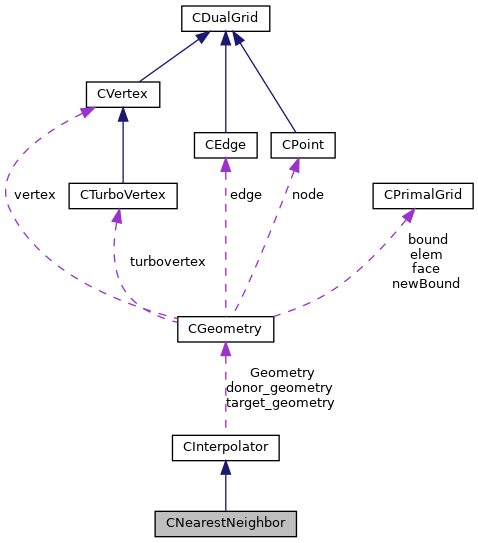 CDualGrid
CVertex
CEdge
CPoint
CTurboVertex
CPrimalGrid
vertex
edge
node
turbovertex
bound
elem
face
newBound
CGeometry
Geometry
donor_geometry
target_geometry
CInterpolator
CNearestNeighbor